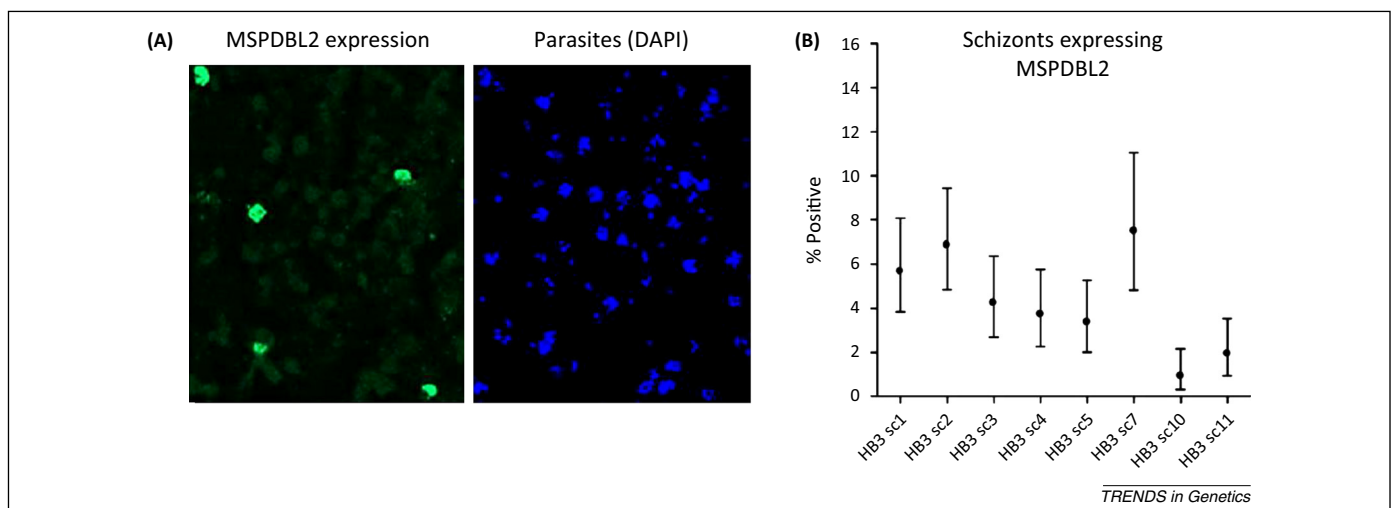 (A) MSPDBL2 expression Parasites (DAPI)
(B) Schizonts expressing
MSPDBL2
% Positive
16
14
12
10
8
6
4
2
0
HB3 sc1
HB3 sc2
HB3 sc3
HB3 sc4
HB3 sc5
HB3 sc7
HB3 sc10
HB3 sc11
TRENDS in Genetics